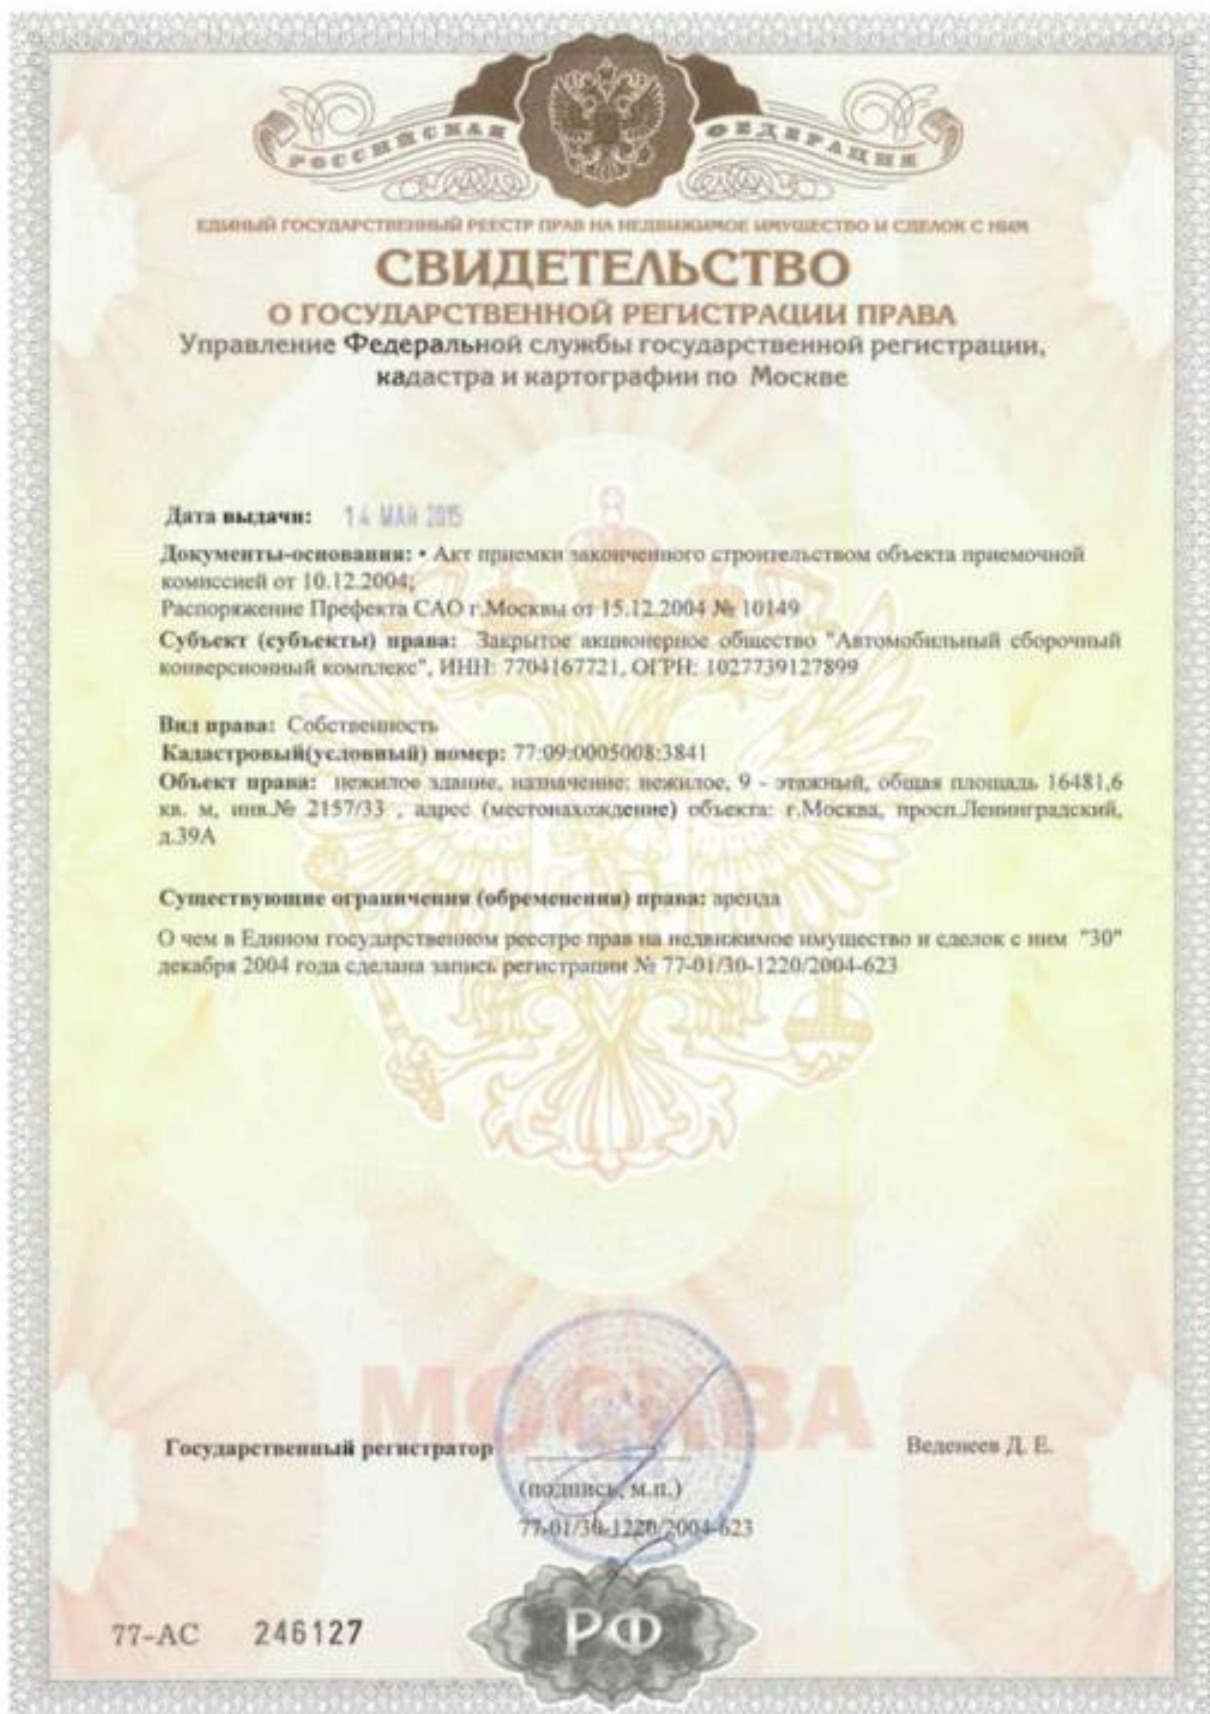 РОССИЙСКАЯ ФЕДЕРАЦИЯ
ЕДИНЫЙ ГОСУДАРСТВЕННЫЙ РЕЕСТР ПРАВ НА НЕДВИЖИМОЕ ИМУЩЕСТВО И СДЕЛОК С НИМ
СВИДЕТЕЛЬСТВО
О ГОСУДАРСТВЕННОЙ РЕГИСТРАЦИИ ПРАВА
Управление Федеральной службы государственной регистрации,
кадастра и картографии по Москве
Дата выдачи: 14 МАЯ 2015
Документы-основания: • Акт приемки законченного строительством объекта приемочной
комиссией от 10.12.2004;
Распоряжение Префекта САО г.Москвы от 15.12.2004 № 10149
Субъект (субъекты) права: Закрытое акционерное общество "Автомобильный сборочный
конверсионный комплекс", ИНН: 7704167721, ОГРН: 1027739127899
Вид права: Собственность
Кадастровый(условный) номер: 77:09:0005008:3841
Объект права: нежилое здание, назначение: нежилое, 9 - этажный, общая площадь 16481,6
кв. м, инв.№ 2157/33 , адрес (местонахождение) объекта: г.Москва, просп.Ленинградский,
д.39А
Существующие ограничения (обременения) права: аренда
О чем в Едином государственном реестре прав на недвижимое имущество и сделок с ним "30"
декабря 2004 года сделана запись регистрации № 77-01/30-1220/2004-623
МОСКВА
Государственный регистратор Веденеев Д. Е.
(подпись, м.п.)
77-01/30-1220/2004-623
77-АС 246127
РФ